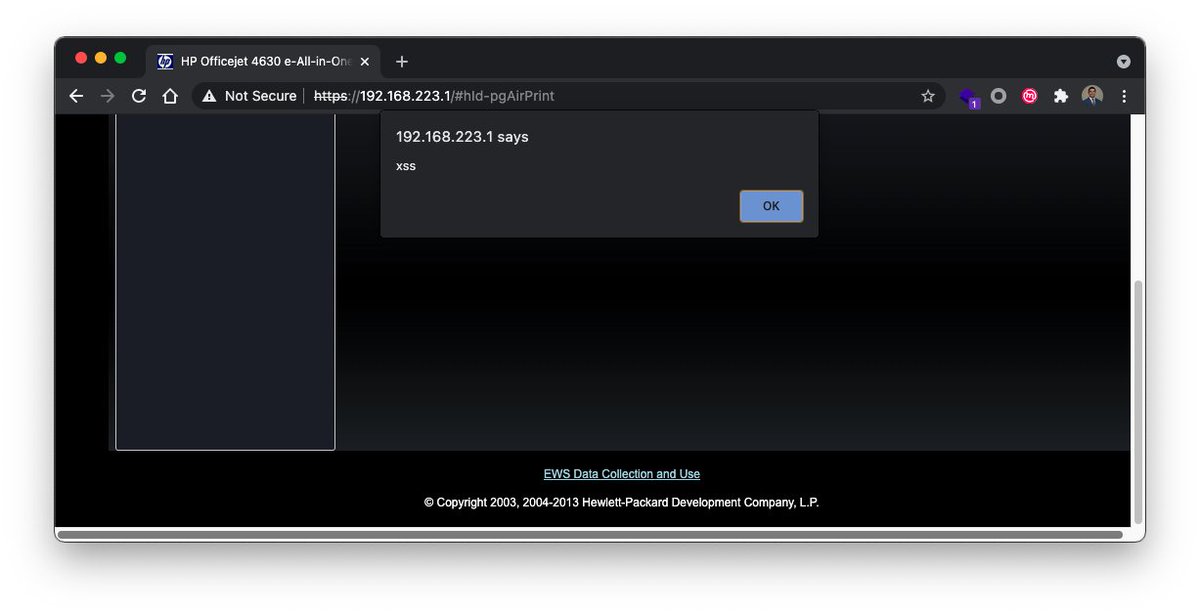 HP Officejet 4630 e-All-in-One
Not Secure https://192.168.223.1/#hId-pgAirPrint
1
192.168.223.1 says
xss
OK
EWS Data Collection and Use
© Copyright 2003, 2004-2013 Hewlett-Packard Development Company, L.P.